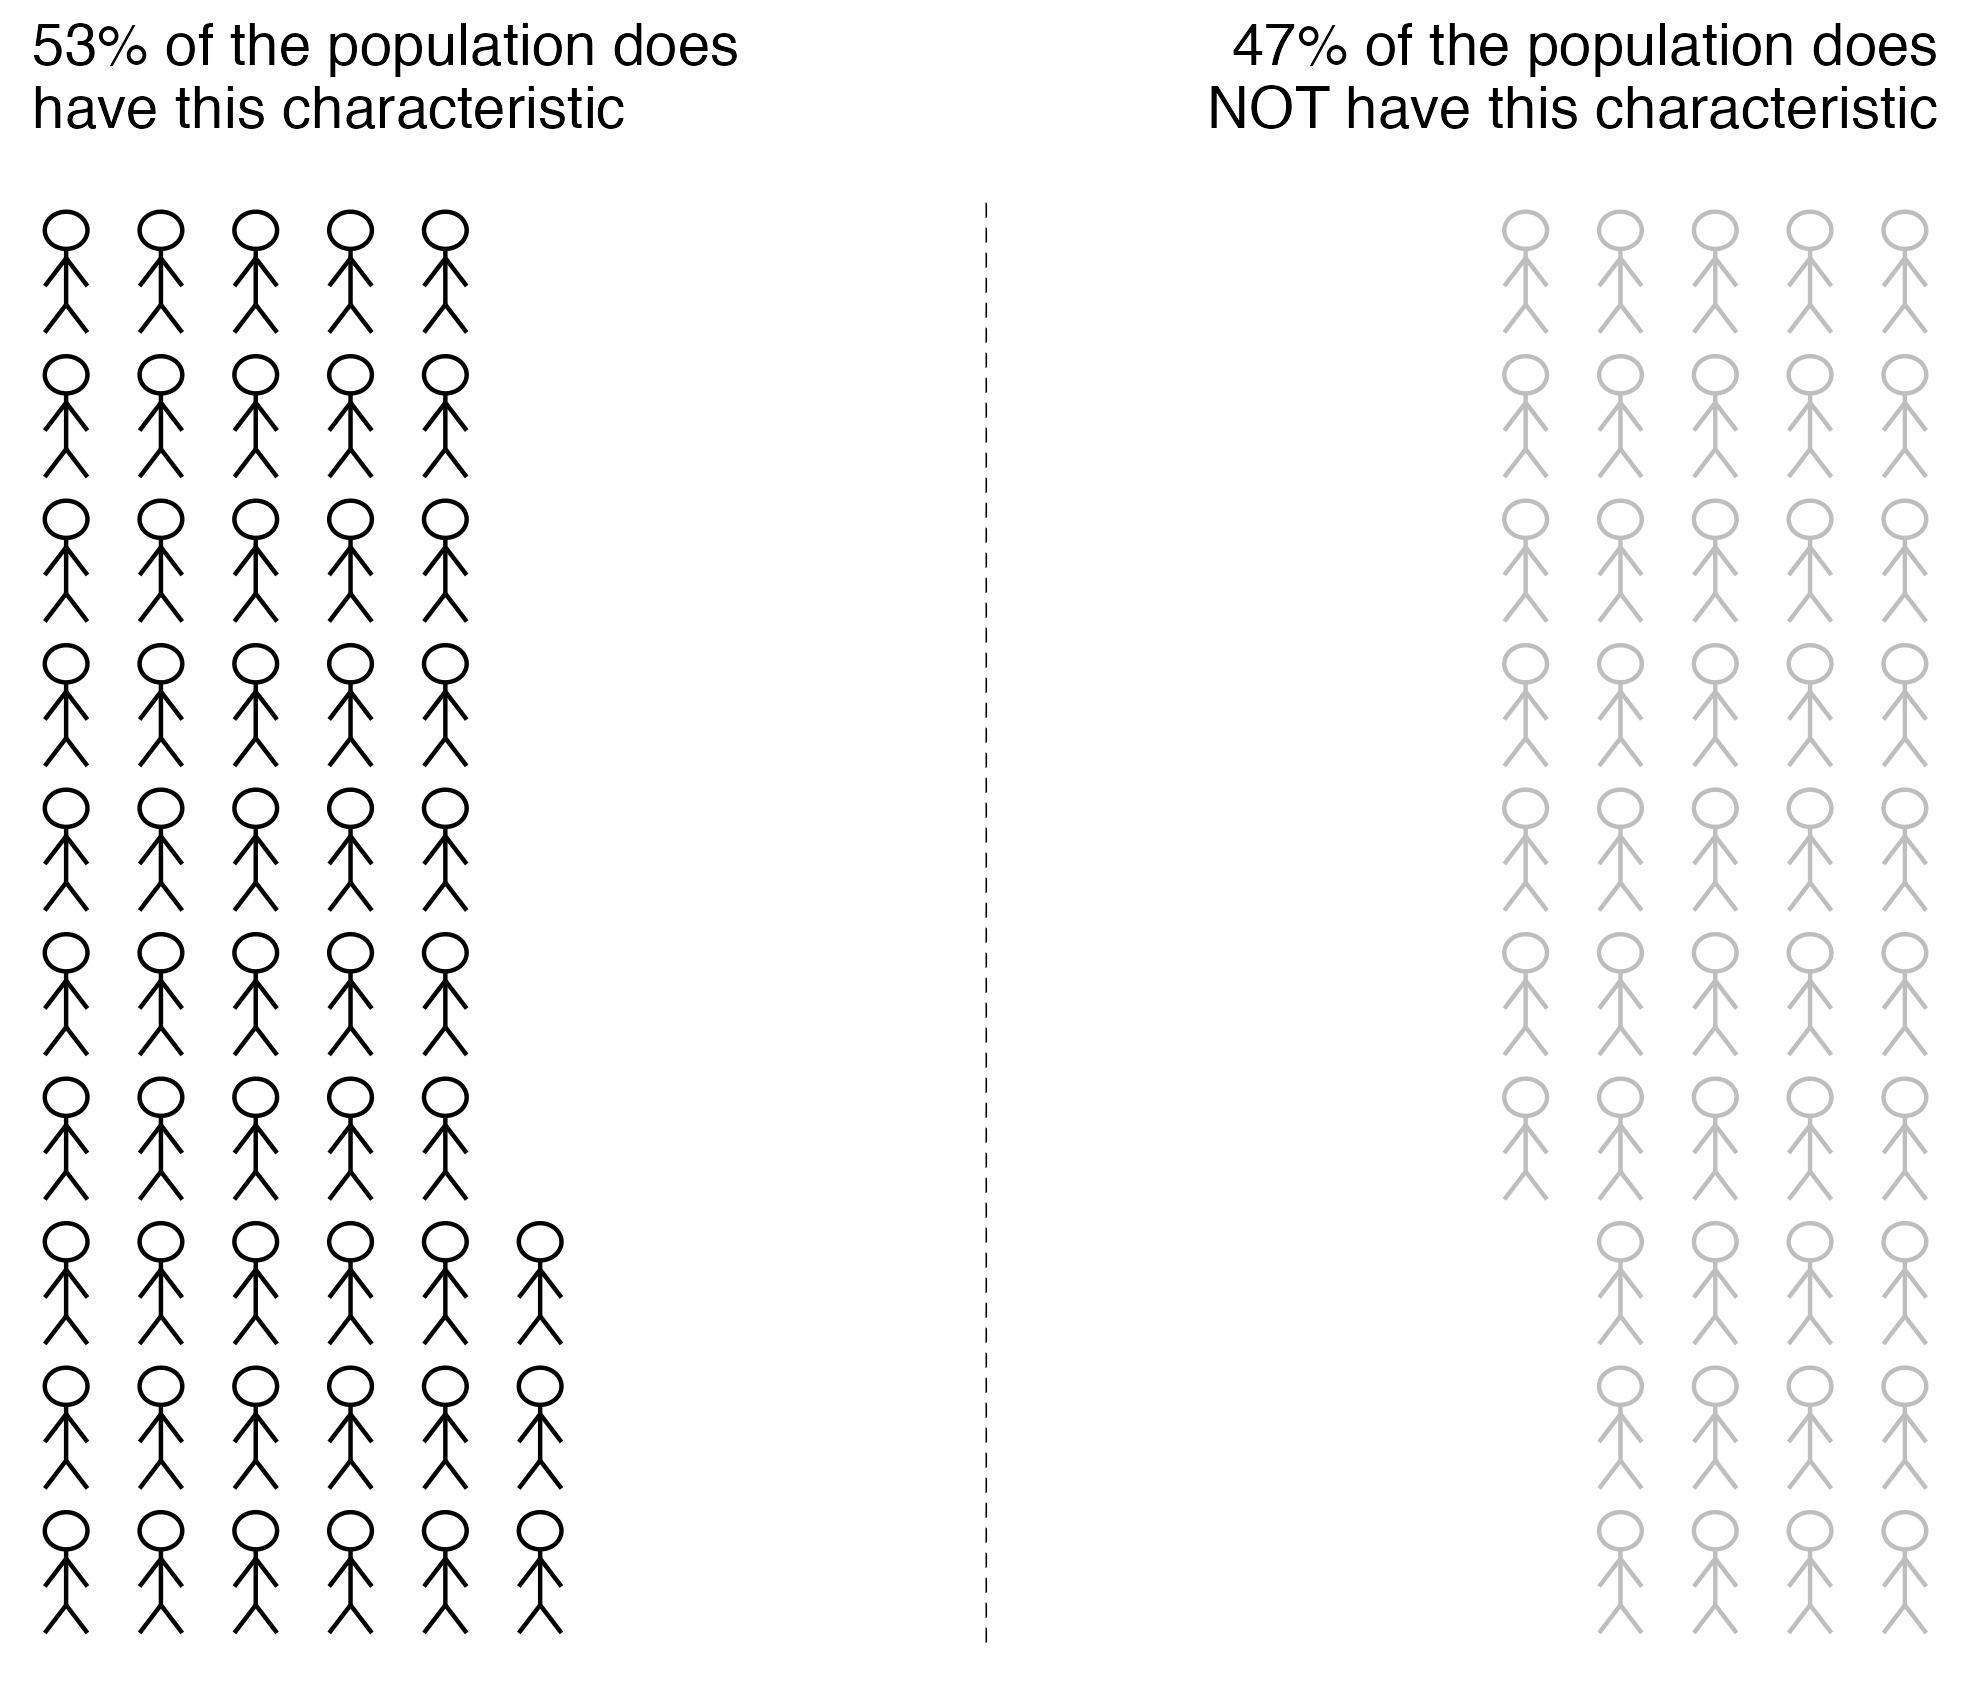 53% of the population does
have this characteristic
47% of the population does
NOT have this characteristic